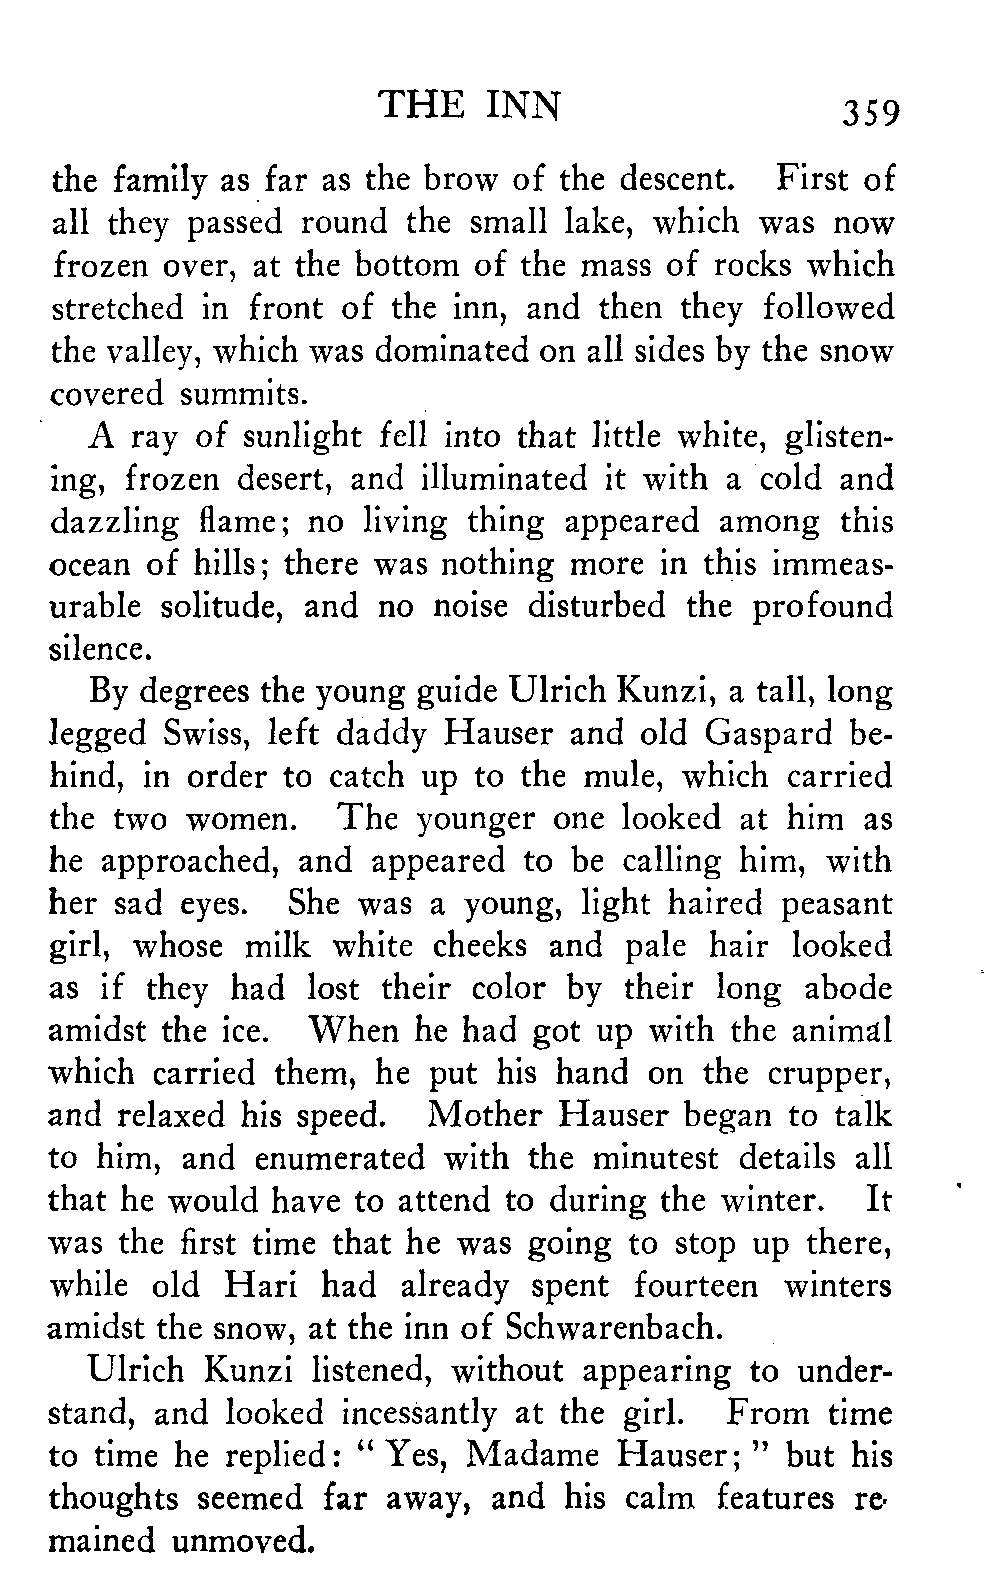 THE INN 359
the family as far as the brow of the descent. First of
all they passed round the small lake, which was now
frozen over, at the bottom of the mass of rocks which
stretched in front of the inn, and then they followed
the valley, which was dominated on all sides by the snow
covered summits.
A ray of sunlight fell into that little white, glisten-
ing, frozen desert, and illuminated it with a cold and
dazzling flame; no living thing appeared among this
ocean of hills; there was nothing more in this immeas-
urable solitude, and no noise disturbed the profound
silence.
By degrees the young guide Ulrich Kunzi, a tall, long
legged Swiss, left daddy Hauser and old Gaspard be-
hind, in order to catch up to the mule, which carried
the two women. The younger one looked at him as
he approached, and appeared to be calling him, with
her sad eyes. She was a young, light haired peasant
girl, whose milk white cheeks and pale hair looked
as if they had lost their color by their long abode
amidst the ice. When he had got up with the animal
which carried them, he put his hand on the crupper,
and relaxed his speed. Mother Hauser began to talk
to him, and enumerated with the minutest details all
that he would have to attend to during the winter. It
was the first time that he was going to stop up there,
while old Hari had already spent fourteen winters
amidst the snow, at the inn of Schwarenbach.
Ulrich Kunzi listened, without appearing to under-
stand, and looked incessantly at the girl. From time
to time he replied: " Yes, Madame Hauser; " but his
thoughts seemed far away, and his calm features re-
mained unmoved.